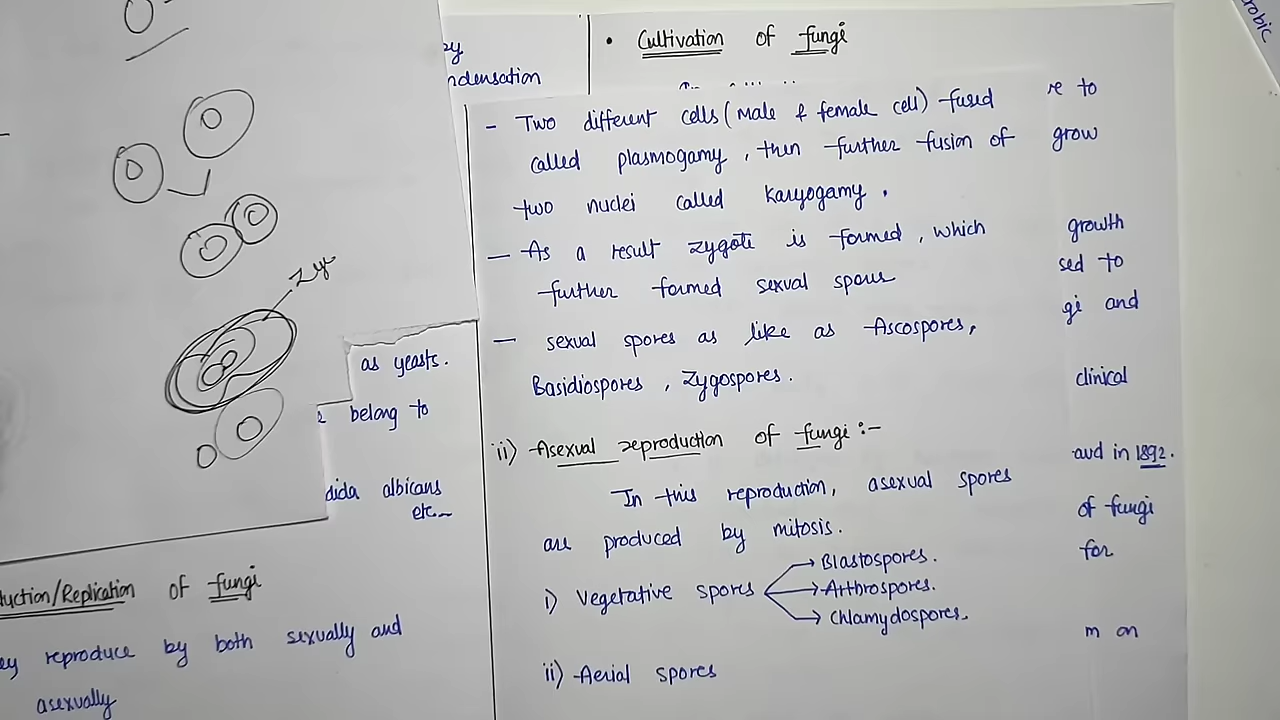 robic
ndensation
• Cultivation of fungi
- Two different cells (male & female cell) fused
called plasmogamy, then further fusion of
two nuclei called Karyogamy.
- As a result zygote is formed, which
further formed sexual spous
- sexual spores as like as Ascospores,
Basidiospores, Zygospores.
ii) Asexual reproduction of fungi :-
In this reproduction, asexual spores
are produced by mitosis.
i) Vegetative spores
Blastospores.
Arthrospores.
Chlamydospores.
ii) Aerial spores
re to
grow
growth
sed to
gi and
clinical
aud in 1892.
of fungi
for
m on
Zy
as yeasts.
belong to
dida albicans
etc
uction/Replication of fungi
ey reproduce by both sexually and
asexually